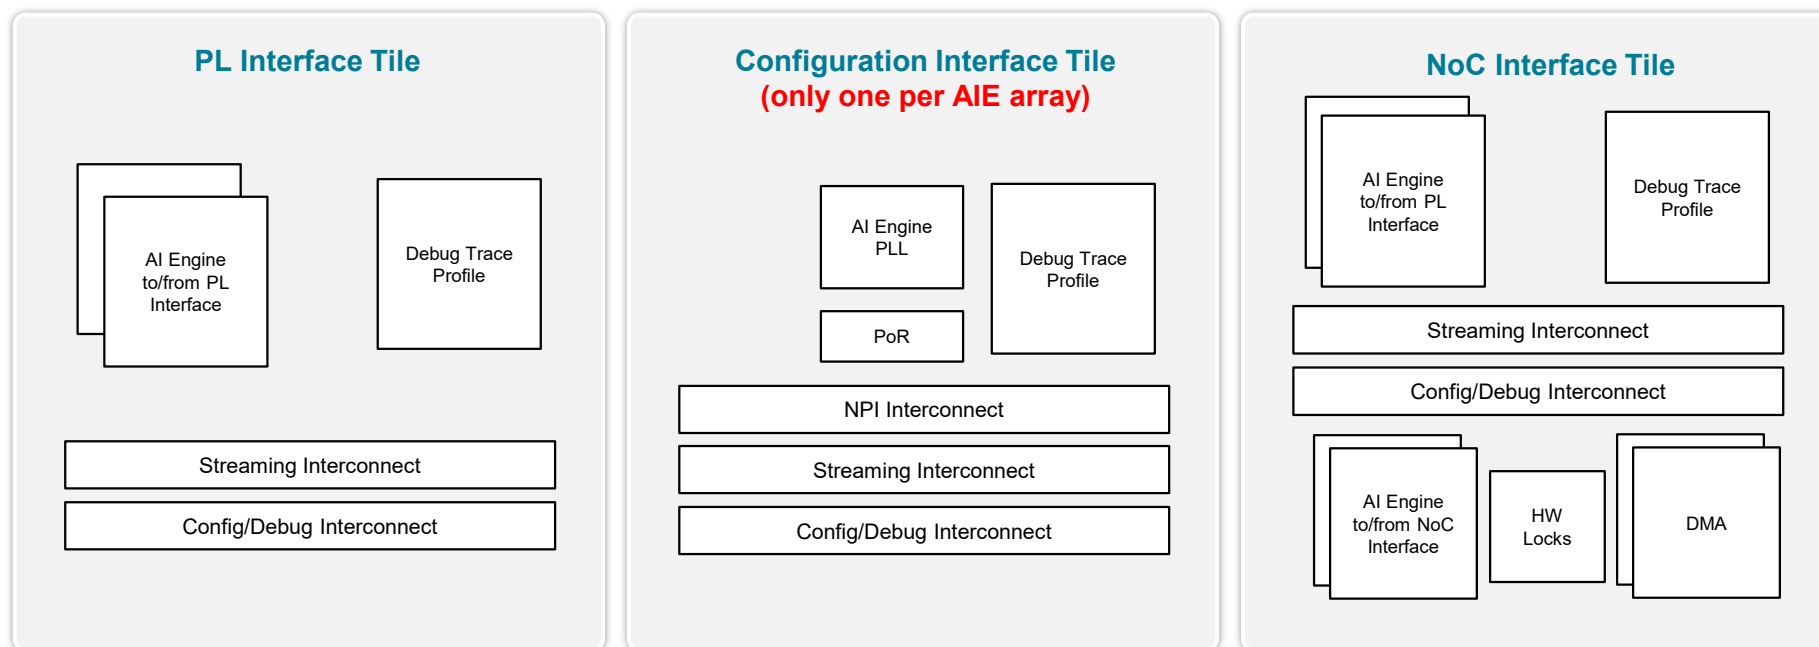 PL Interface Tile
AI Engine
to/from PL
Interface
Debug Trace
Profile
Streaming Interconnect
Config/Debug Interconnect
Configuration Interface Tile
(only one per AIE array)
AI Engine
PLL
PoR
Debug Trace
Profile
NPI Interconnect
Streaming Interconnect
Config/Debug Interconnect
NoC Interface Tile
AI Engine
to/from PL
Interface
Debug Trace
Profile
Streaming Interconnect
Config/Debug Interconnect
AI Engine
to/from NoC
Interface
HW
Locks
DMA